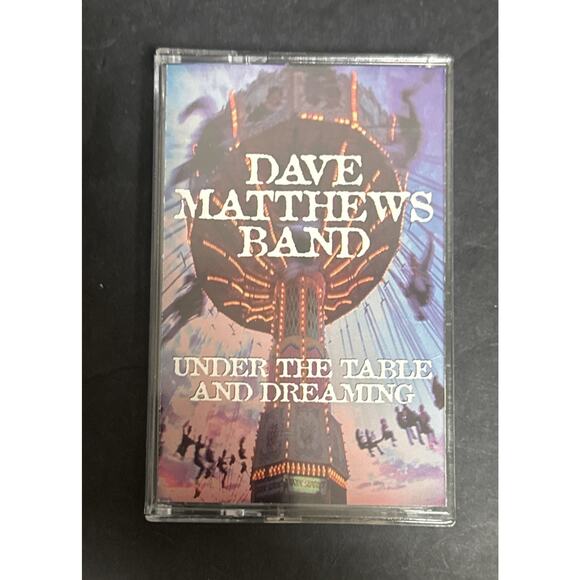 DAVE
MATTHEWS
BAND
UNDER THE TABLE
AND DREAMING